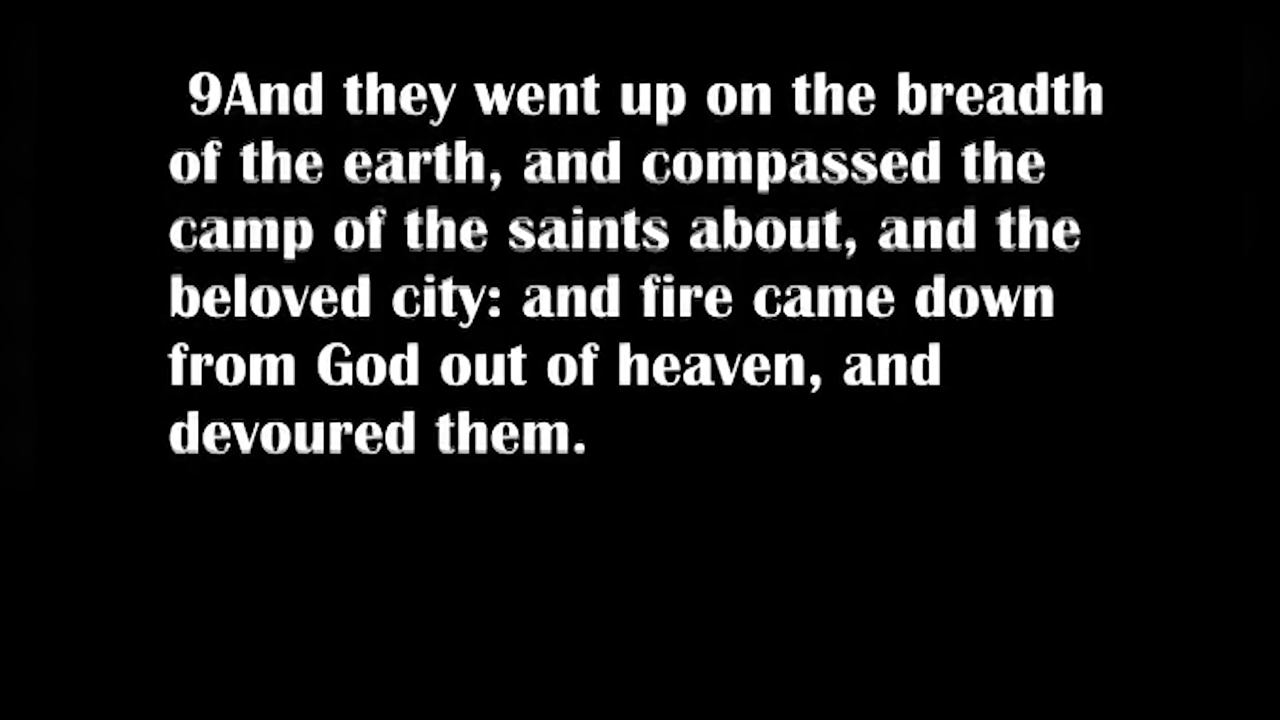 9And they went up on the breadth
of the earth, and compassed the
camp of the saints about, and the
beloved city: and fire came down
from God out of heaven, and
devoured them.